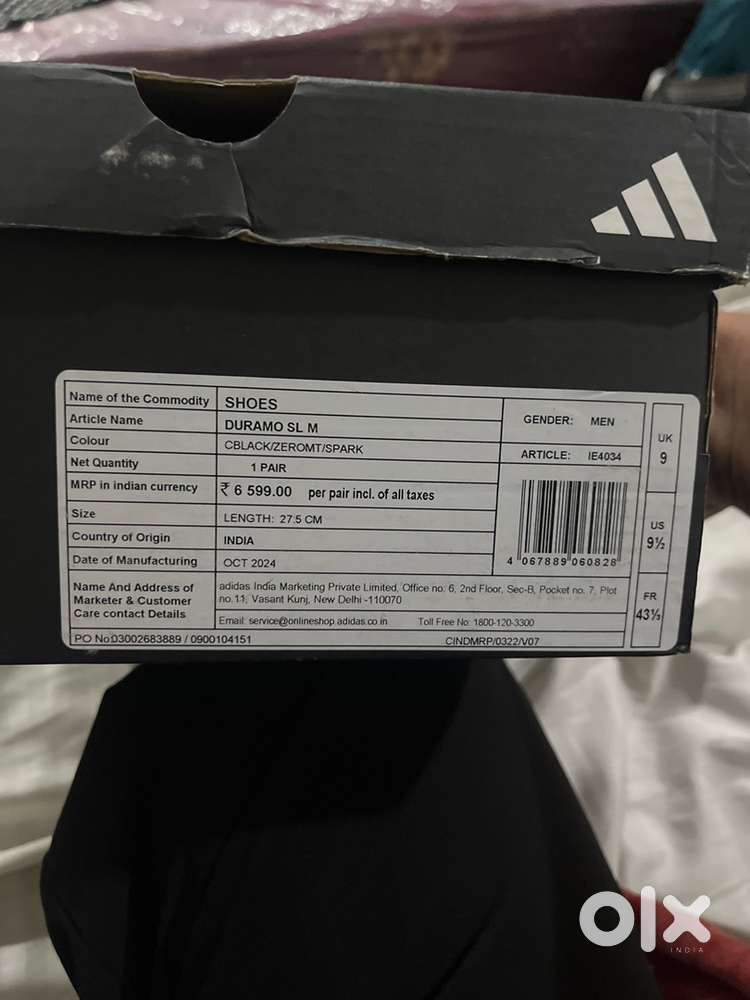 Name of the Commodity SHOES
Article Name DURAMO SL M
Colour CBLACK/ZEROMT/SPARK
Net Quantity 1 PAIR
MRP in indian currency ₹ 6 599.00 per pair incl. of all taxes
Size LENGTH: 27.5 CM
Country of Origin INDIA
Date of Manufacturing OCT 2024
GENDER: MEN
ARTICLE: IE4034
4 067889 060828
UK
9
US
9½
FR
43⅓
Name And Address of
Marketer & Customer
Care contact Details
adidas India Marketing Private Limited, Office no. 6, 2nd Floor, Sec-B, Pocket no. 7, Plot
no.11, Vasant Kunj, New Delhi -110070
Email: service@onlineshop.adidas.co.in Toll Free No: 1800-120-3300
PO No:03002683889 / 0900104151 CINDMRP/0322/V07
olx
INDIA